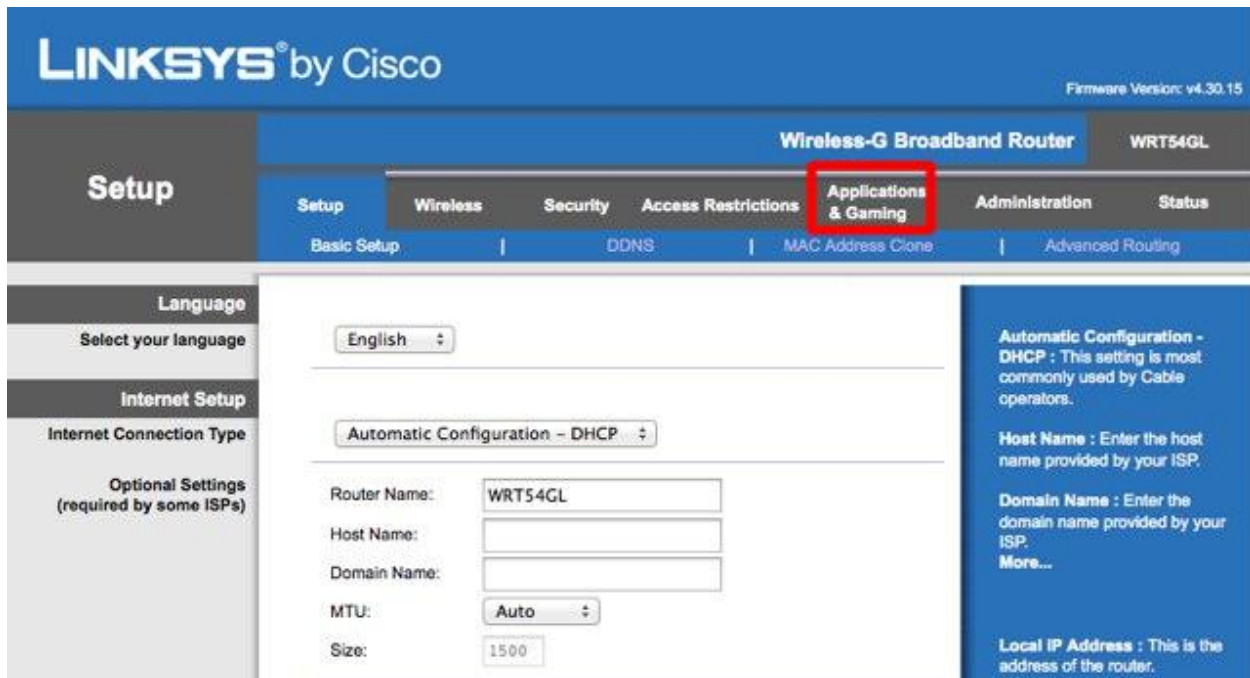 LINKSYS® by Cisco
Firmware Version: v4.30.15
Wireless-G Broadband Router WRT54GL
Setup
Setup Wireless Security Access Restrictions Applications & Gaming Administration Status
Basic Setup | DDNS | MAC Address Clone | Advanced Routing
Language
Select your language
English
Internet Setup
Internet Connection Type
Automatic Configuration - DHCP
Optional Settings
(required by some ISPs)
Router Name: WRT54GL
Host Name:
Domain Name:
MTU: Auto
Size: 1500
Automatic Configuration -
DHCP : This setting is most
commonly used by Cable
operators.
Host Name : Enter the host
name provided by your ISP.
Domain Name : Enter the
domain name provided by your
ISP.
More...
Local IP Address : This is the
address of the router.